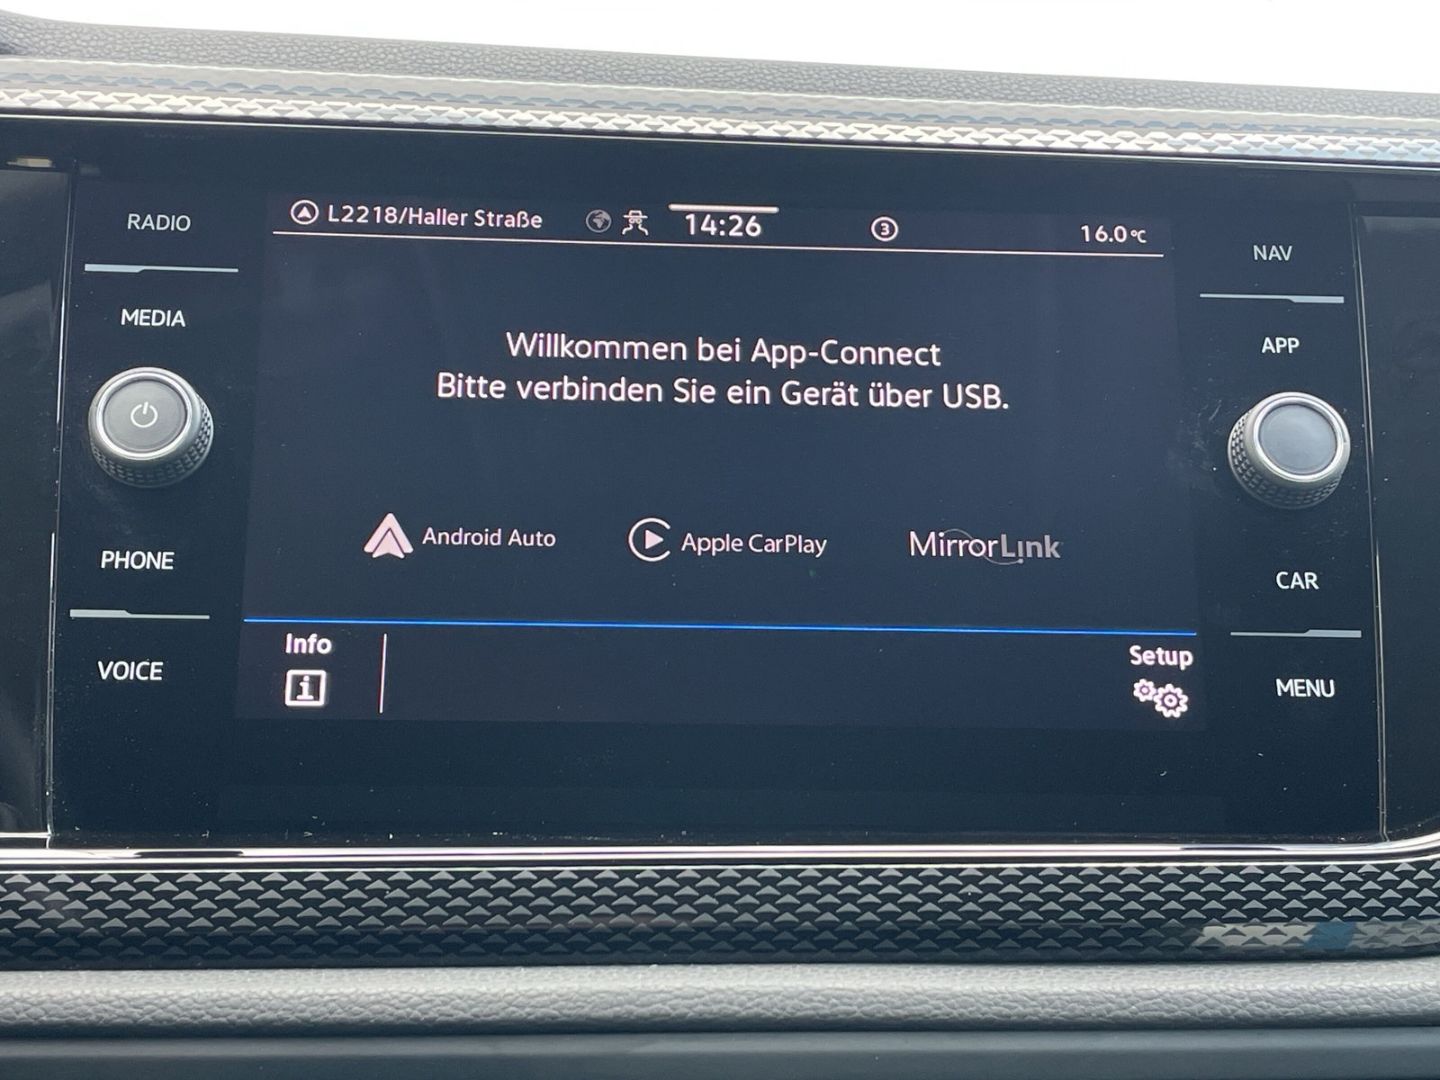 RADIO
MEDIA
PHONE
VOICE
L2218/Haller Straße
14:26
3
16.0°C
Willkommen bei App-Connect
Bitte verbinden Sie ein Gerät über USB.
Android Auto
Apple CarPlay
MirrorLink
Info
i
Setup
NAV
APP
CAR
MENU